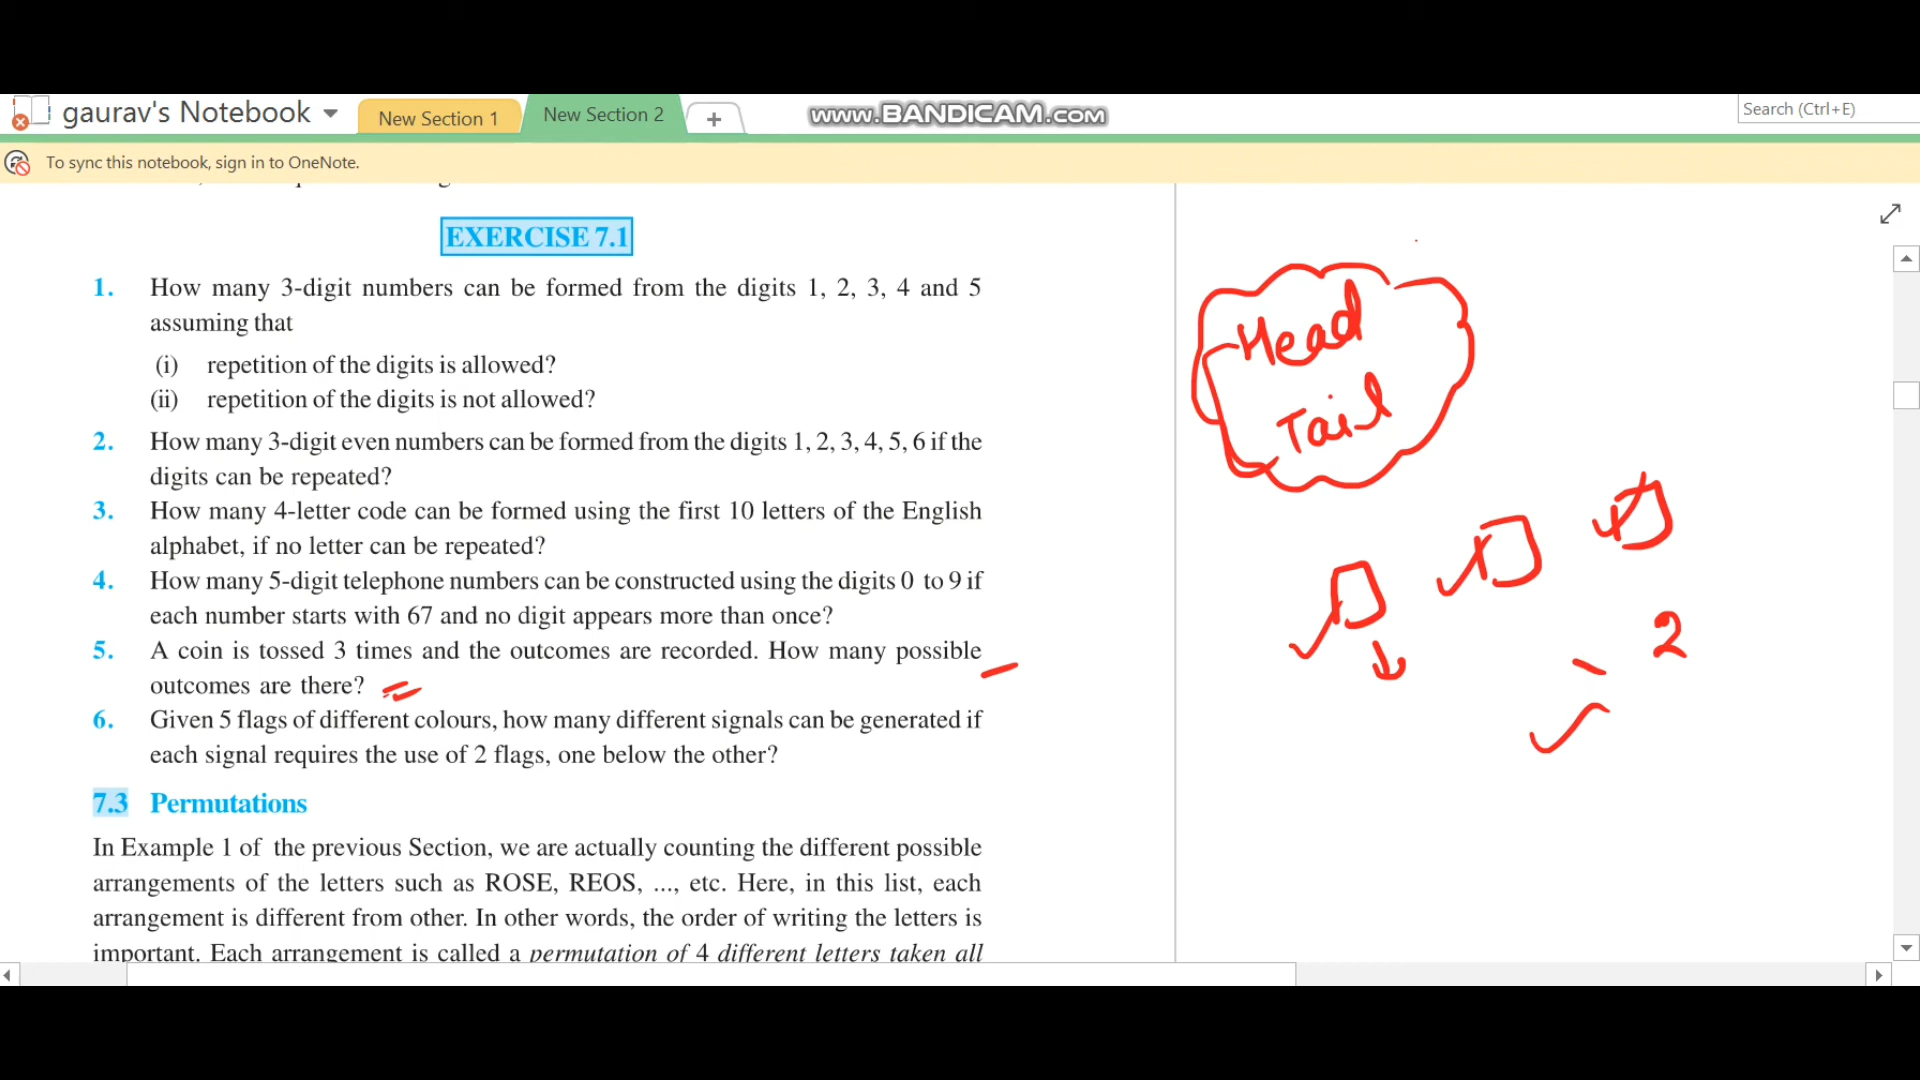 gaurav's Notebook
New Section 1
New Section 2
+
www.BANDICAM.com
Search (Ctrl+E)
To sync this notebook, sign in to OneNote.
EXERCISE 7.1
1. How many 3-digit numbers can be formed from the digits 1, 2, 3, 4 and 5
assuming that
(i) repetition of the digits is allowed?
(ii) repetition of the digits is not allowed?
2. How many 3-digit even numbers can be formed from the digits 1, 2, 3, 4, 5, 6 if the
digits can be repeated?
3. How many 4-letter code can be formed using the first 10 letters of the English
alphabet, if no letter can be repeated?
4. How many 5-digit telephone numbers can be constructed using the digits 0 to 9 if
each number starts with 67 and no digit appears more than once?
5. A coin is tossed 3 times and the outcomes are recorded. How many possible
outcomes are there?
6. Given 5 flags of different colours, how many different signals can be generated if
each signal requires the use of 2 flags, one below the other?
7.3 Permutations
In Example 1 of the previous Section, we are actually counting the different possible
arrangements of the letters such as ROSE, REOS, ..., etc. Here, in this list, each
arrangement is different from other. In other words, the order of writing the letters is
important. Each arrangement is called a permutation of 4 different letters taken all
Head
Tail
2